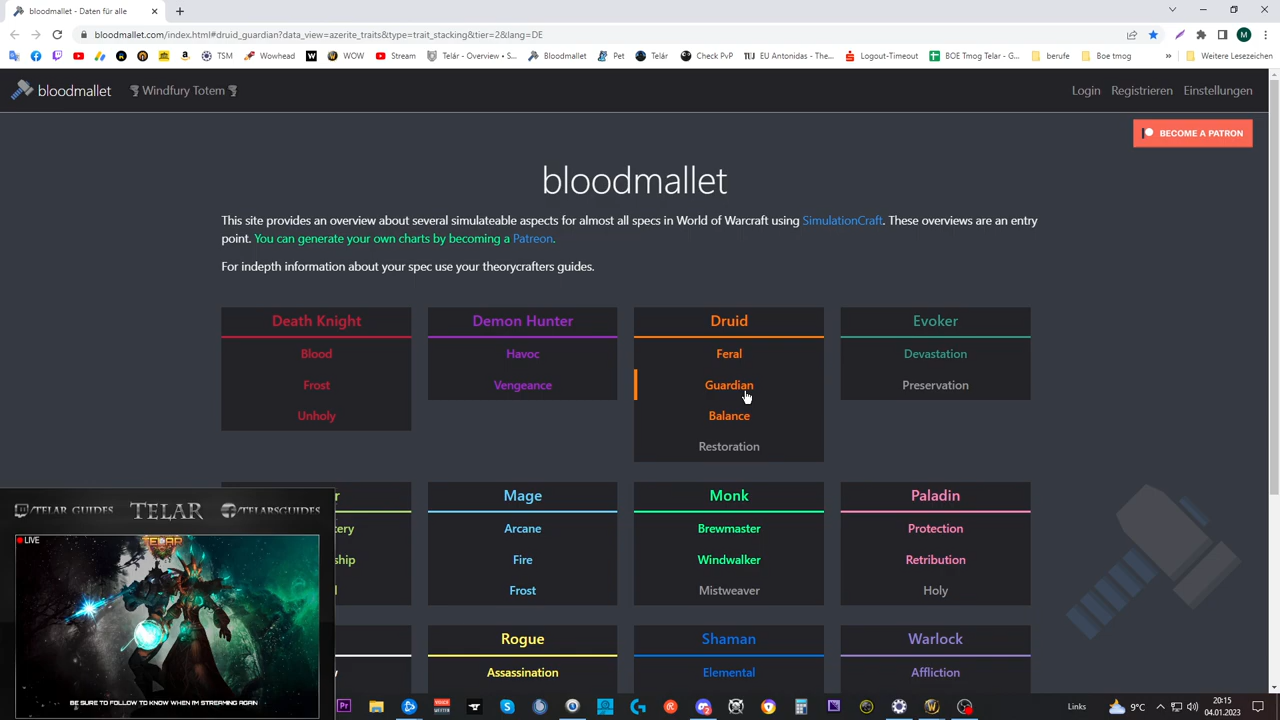 bloodmallet - Daten für alle
bloodmallet.com/index.html#druid_guardian?data_view=azerite_traits&type=trait_stacking&tier=2&lang=DE
TSM
Wowhead
WOW
Stream
Telár - Overview - S...
Bloodmallet
Pet
Telár
Check PvP
EU Antonidas - The...
Logout-Timeout
BOE Tmog Telar - G...
berufe
Boe tmog
»
Weitere Lesezeichen
bloodmallet
Windfury Totem
Login
Registrieren
Einstellungen
BECOME A PATRON
bloodmallet
This site provides an overview about several simulateable aspects for almost all specs in World of Warcraft using SimulationCraft. These overviews are an entry
point. You can generate your own charts by becoming a Patreon.
For indepth information about your spec use your theorycrafters guides.
Death Knight
Blood
Frost
Unholy
Demon Hunter
Havoc
Vengeance
Druid
Feral
Guardian
Balance
Restoration
Evoker
Devastation
Preservation
Mage
Arcane
Fire
Frost
Monk
Brewmaster
Windwalker
Mistweaver
Paladin
Protection
Retribution
Holy
Rogue
Assassination
Shaman
Elemental
Warlock
Affliction
/TELAR GUIDES
TELAR
/TELARSGUIDES
LIVE
TELAR
BE SURE TO FOLLOW TO KNOW WHEN I'M STREAMING AGAIN
Links
9°C
20:15
04.01.2023